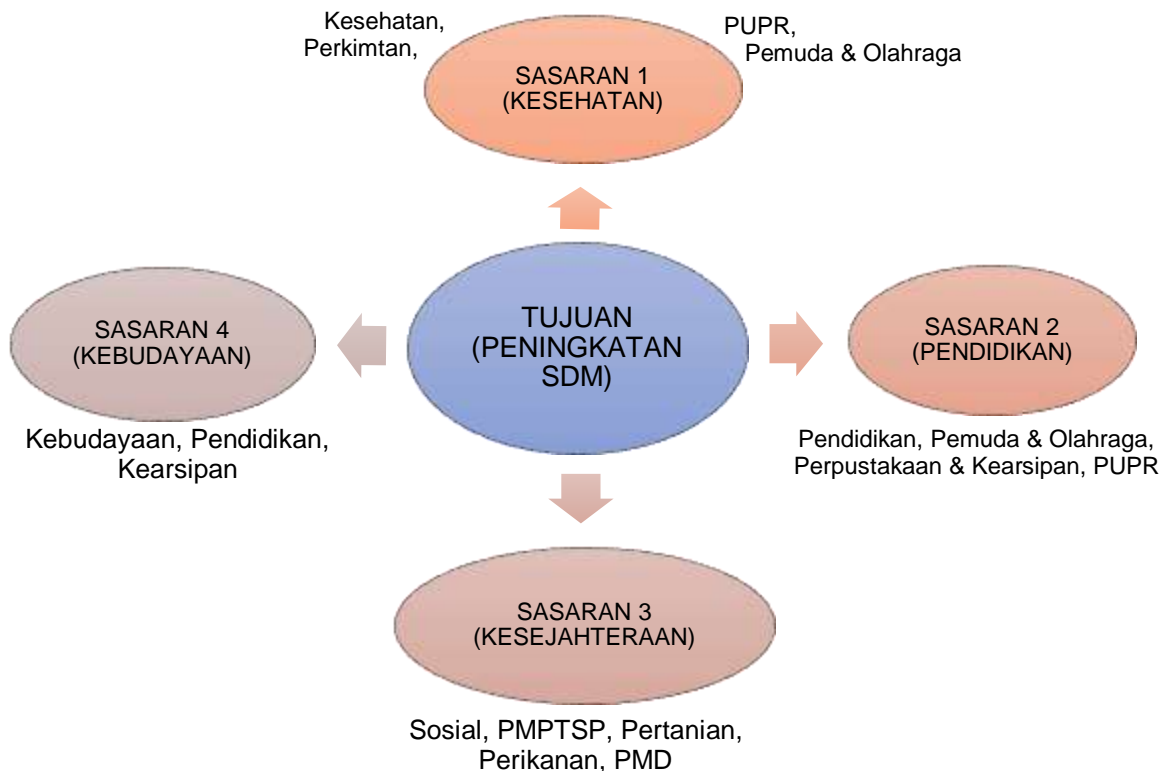 Kesehatan,
Perkimtan,
PUPR,
Pemuda & Olahraga
SASARAN 1
(KESEHATAN)
TUJUAN
(PENINGKATAN
SDM)
SASARAN 2
(PENDIDIKAN)
Pendidikan, Pemuda & Olahraga,
Perpustakaan & Kearsipan, PUPR
SASARAN 3
(KESEJAHTERAAN)
Sosial, PMPTSP, Pertanian,
Perikanan, PMD
SASARAN 4
(KEBUDAYAAN)
Kebudayaan, Pendidikan,
Kearsipan